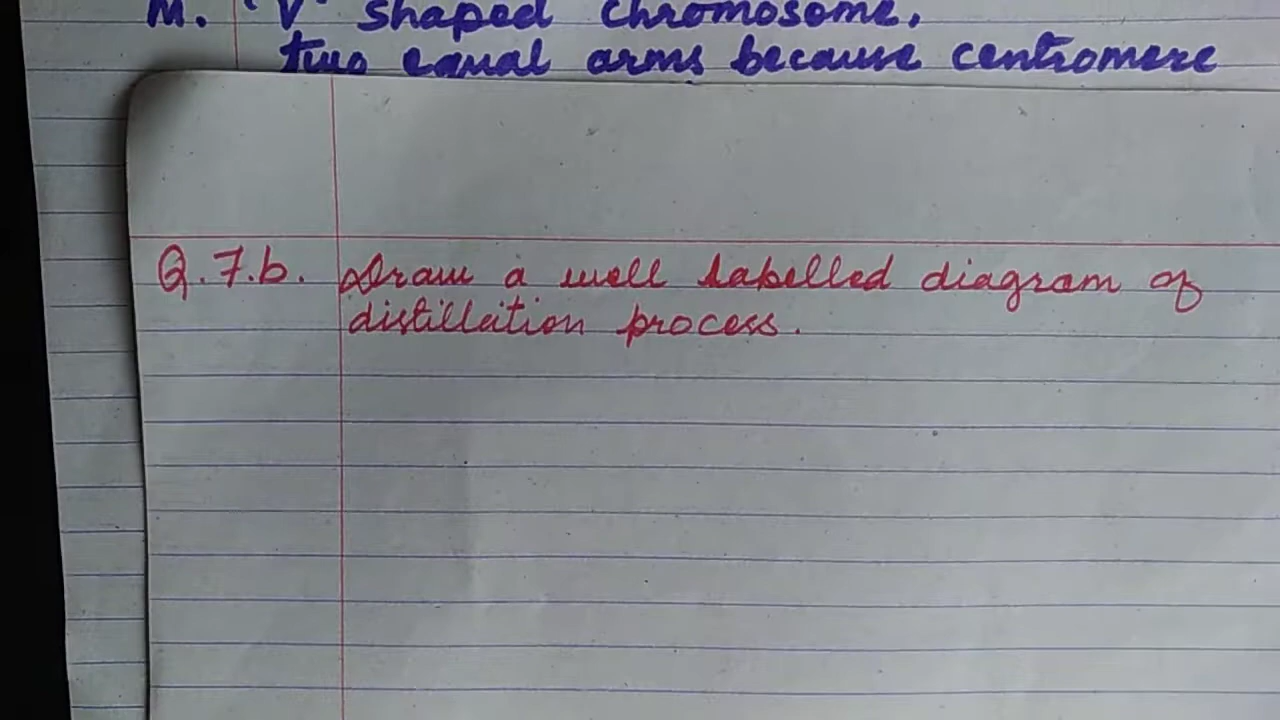 M. 'V' shaped chromosome,
two equal arms because centromere
Q.7.b. Draw a well labelled diagram of
distillation process.